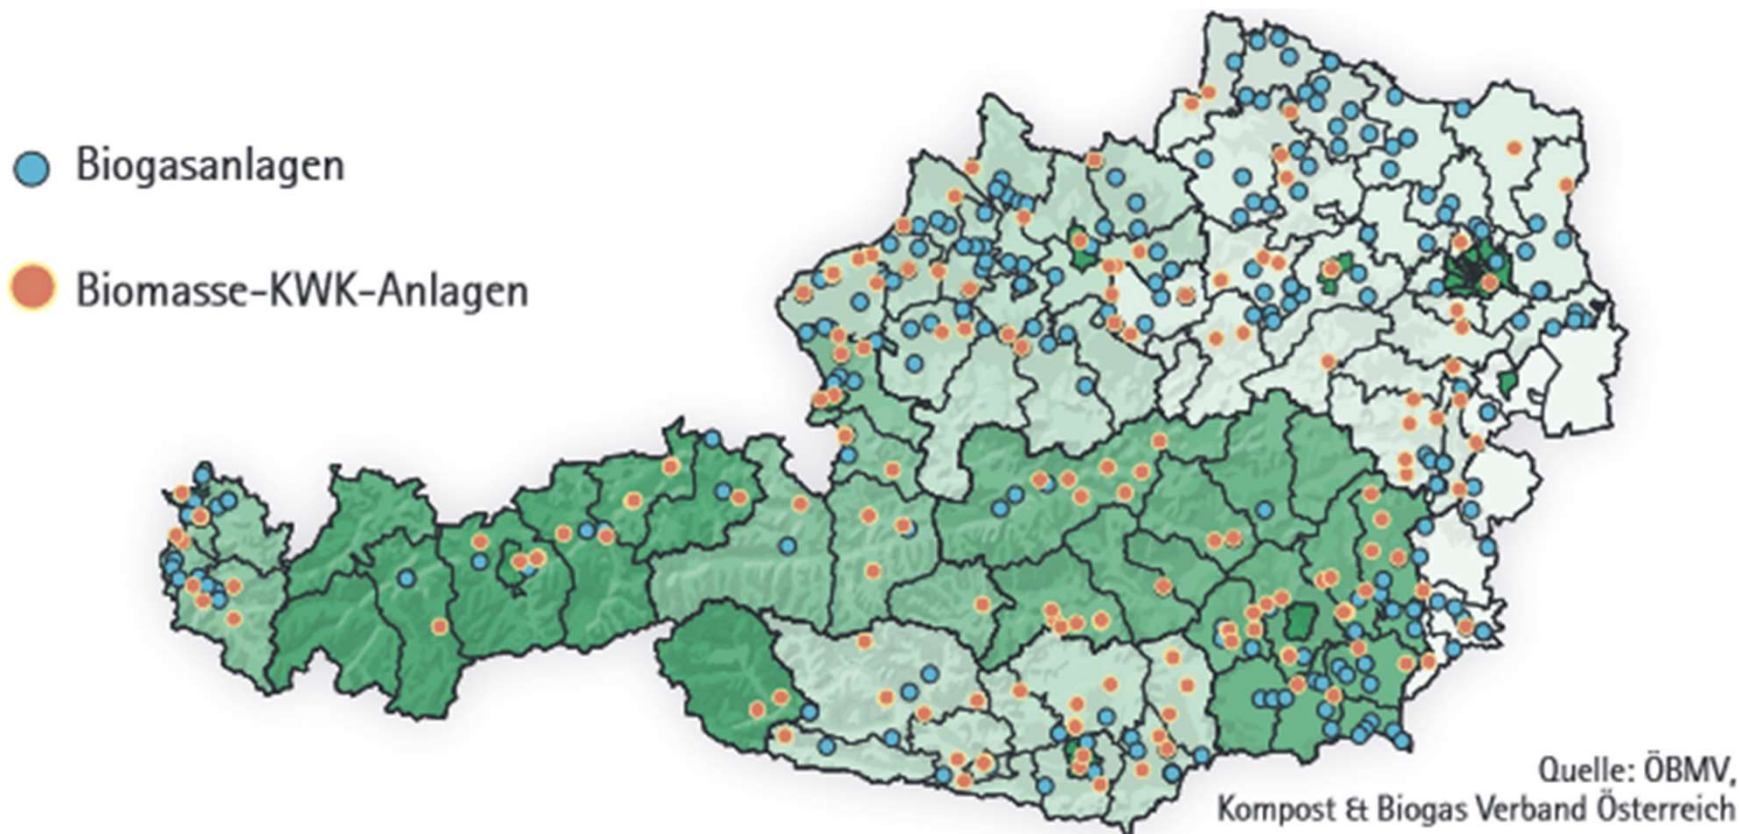 Biogasanlagen
Biomasse-KWK-Anlagen
Quelle: ÖBMV,
Kompost & Biogas Verband Österreich